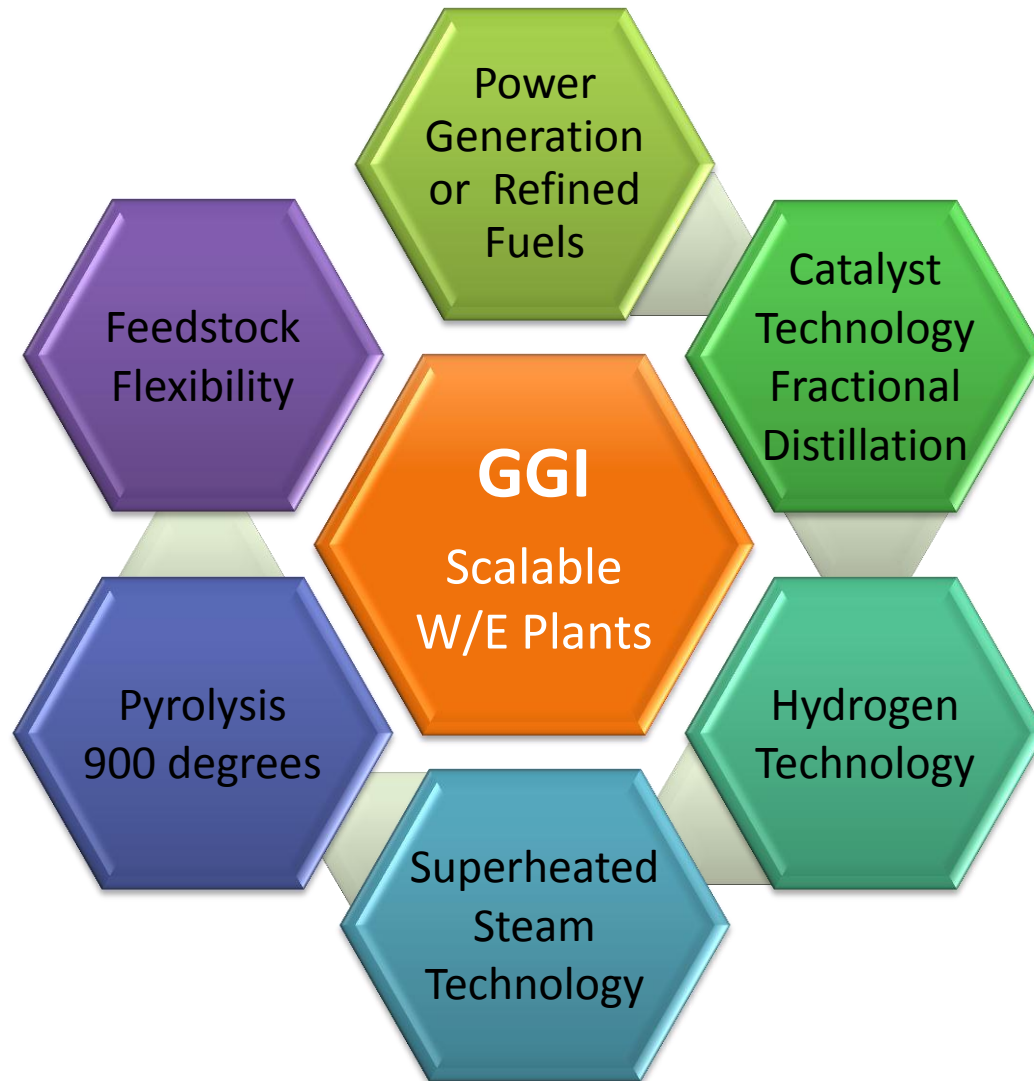 Power
Generation
or Refined
Fuels
Catalyst
Technology
Fractional
Distillation
Feedstock
Flexibility
GGI
Scalable
W/E Plants
Pyrolysis
900 degrees
Hydrogen
Technology
Superheated
Steam
Technology